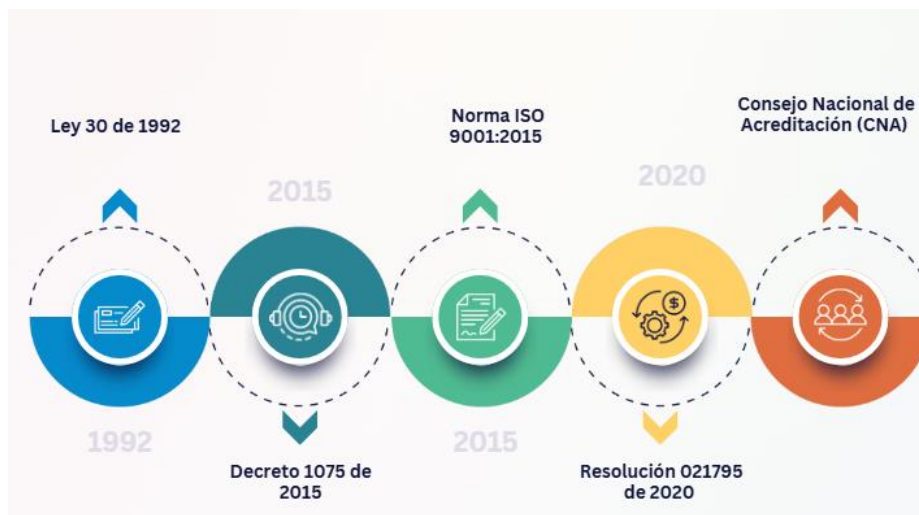 Ley 30 de 1992
1992
2015
Decreto 1075 de
2015
Norma ISO
9001:2015
2015
2020
Resolución 021795
de 2020
Consejo Nacional de
Acreditación (CNA)
$